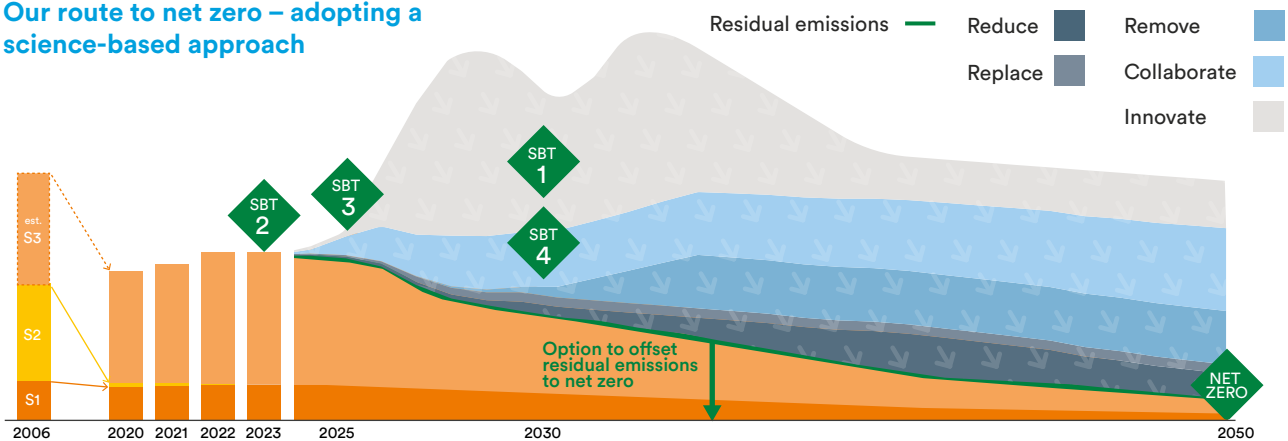 Our route to net zero – adopting a
science-based approach
Residual emissions
Reduce
Remove
Replace
Collaborate
Innovate
est.
S3
S2
S1
SBT
2
SBT
3
SBT
1
SBT
4
Option to offset
residual emissions
to net zero
NET
ZERO
2006
2020
2021
2022
2023
2025
2030
2050